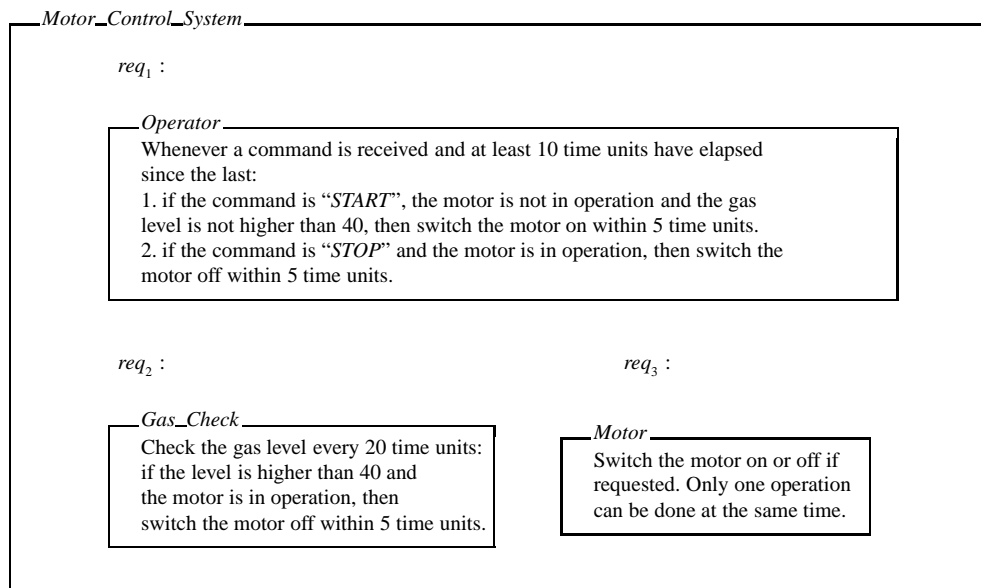 Motor_Control_System
req1 :
Operator
Whenever a command is received and at least 10 time units have elapsed
since the last:
1. if the command is “START”, the motor is not in operation and the gas
level is not higher than 40, then switch the motor on within 5 time units.
2. if the command is “STOP” and the motor is in operation, then switch the
motor off within 5 time units.
req2 :
Gas_Check
Check the gas level every 20 time units:
if the level is higher than 40 and
the motor is in operation, then
switch the motor off within 5 time units.
req3 :
Motor
Switch the motor on or off if
requested. Only one operation
can be done at the same time.